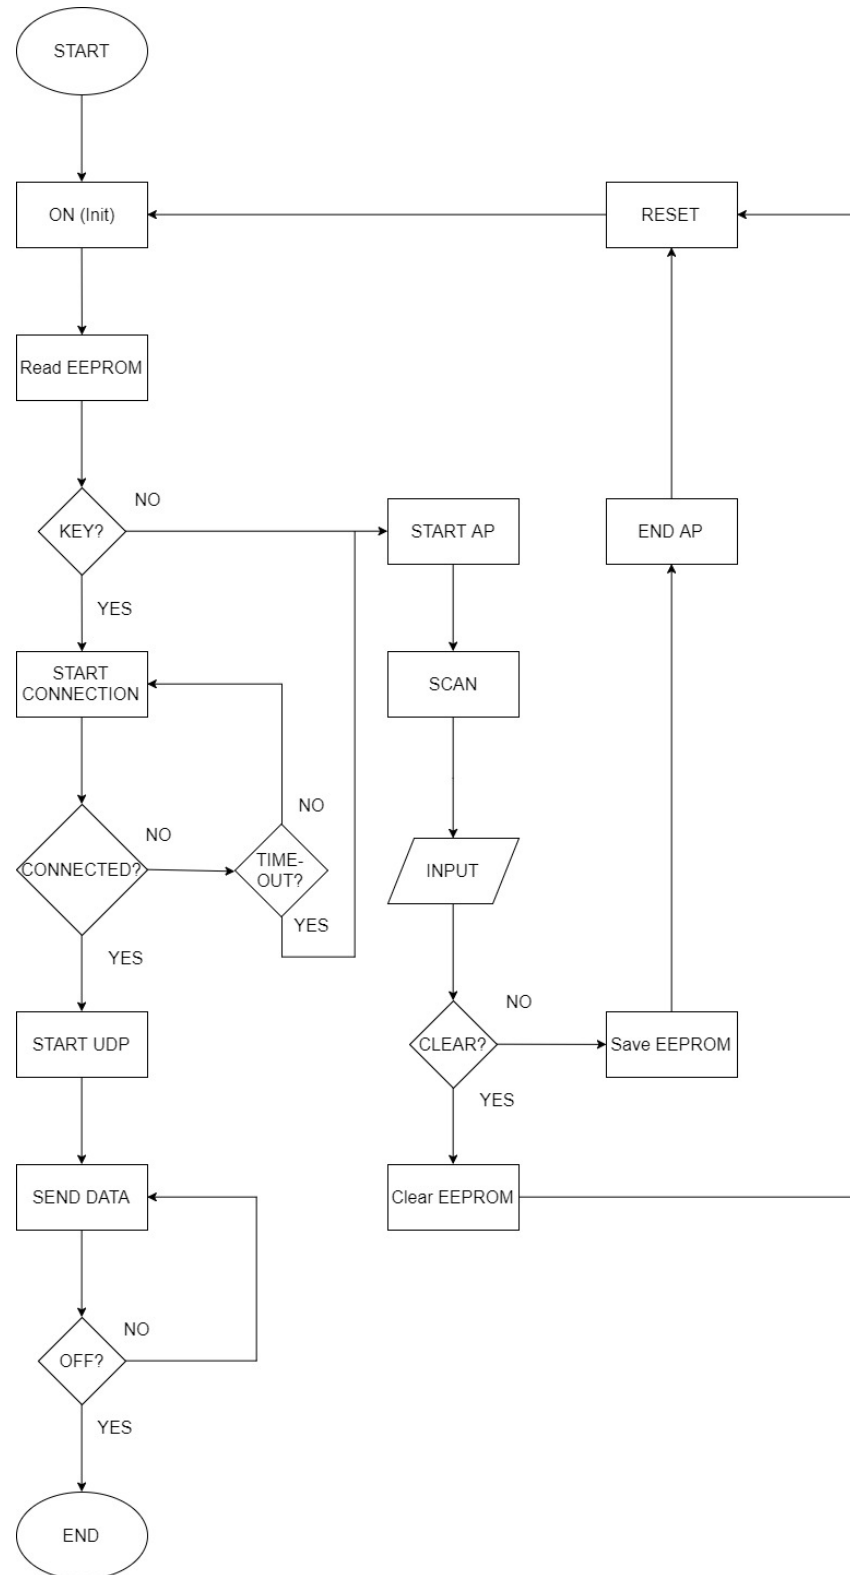 START
ON (Init)
RESET
Read EEPROM
NO
KEY?
START AP
END AP
YES
START
CONNECTION
SCAN
NO
NO
CONNECTED?
TIME-
OUT?
INPUT
YES
YES
NO
START UDP
CLEAR?
Save EEPROM
YES
SEND DATA
Clear EEPROM
NO
OFF?
YES
END